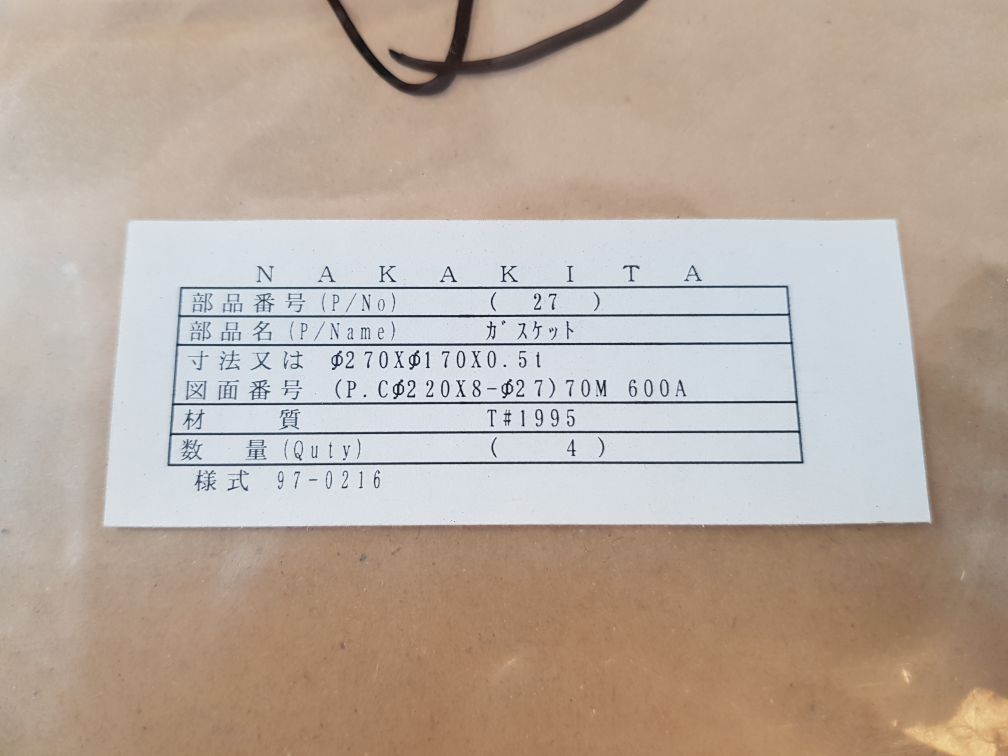 N A K A K I T A
部品番号(P/No) ( 27 )
部品名(P/Name) ガスケット
寸法又は φ270Xφ170X0.5t
図面番号 (P.Cφ220X8-φ27)70M 600A
材 質 T#1995
数 量(Quty) ( 4 )
様式 97-0216